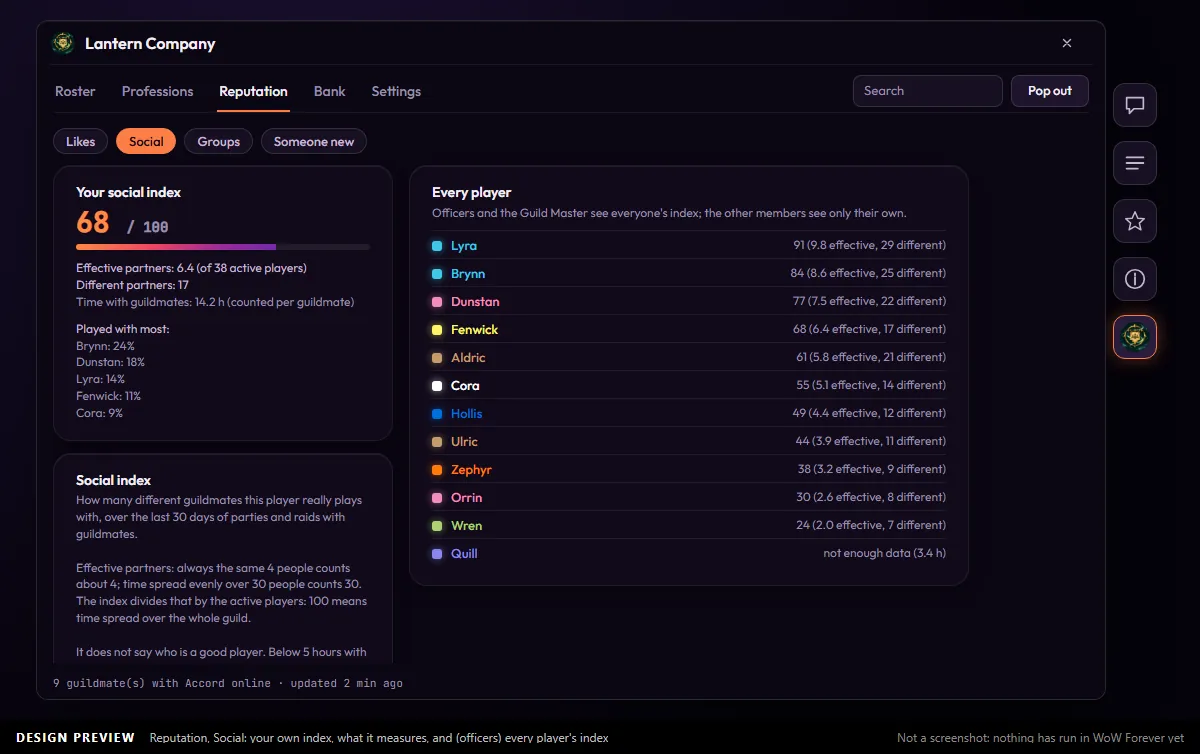 Lantern Company
Roster Professions Reputation Bank Settings Search Pop out
Likes Social Groups Someone new
Your social index
68 / 100
Effective partners: 6.4 (of 38 active players)
Different partners: 17
Time with guildmates: 14.2 h (counted per guildmate)
Played with most:
Brynn: 24%
Dunstan: 18%
Lyra: 14%
Fenwick: 11%
Cora: 9%
Social index
How many different guildmates this player really plays
with, over the last 30 days of parties and raids with
guildmates.
Effective partners: always the same 4 people counts
about 4; time spread evenly over 30 people counts 30.
The index divides that by the active players: 100 means
time spread over the whole guild.
It does not say who is a good player. Below 5 hours with
Every player
Officers and the Guild Master see everyone's index; the other members see only their own.
Lyra 91 (9.8 effective, 29 different)
Brynn 84 (8.6 effective, 25 different)
Dunstan 77 (7.5 effective, 22 different)
Fenwick 68 (6.4 effective, 17 different)
Aldric 61 (5.8 effective, 21 different)
Cora 55 (5.1 effective, 14 different)
Hollis 49 (4.4 effective, 12 different)
Ulric 44 (3.9 effective, 11 different)
Zephyr 38 (3.2 effective, 9 different)
Orrin 30 (2.6 effective, 8 different)
Wren 24 (2.0 effective, 7 different)
Quill not enough data (3.4 h)
9 guildmate(s) with Accord online · updated 2 min ago
DESIGN PREVIEW Reputation, Social: your own index, what it measures, and (officers) every player's index Not a screenshot: nothing has run in WoW Forever yet